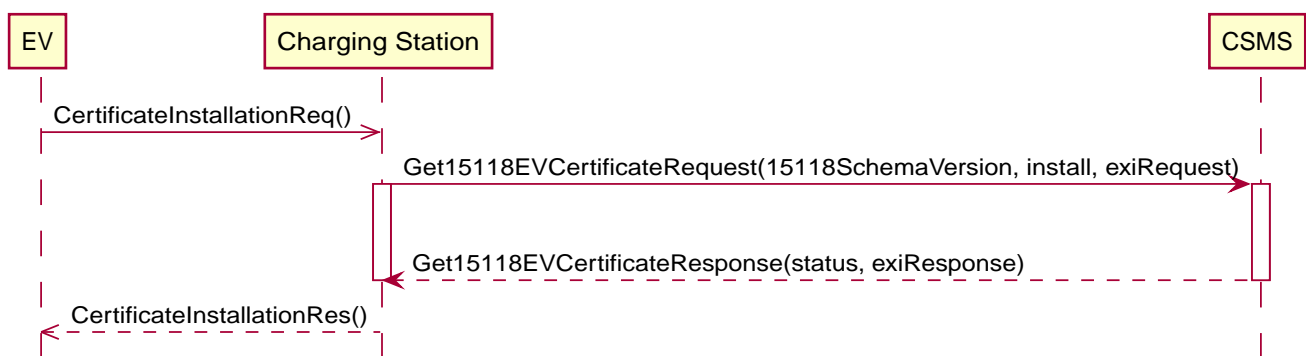 EV
Charging Station
CSMS
CertificateInstallationReq()
Get15118EVCertificateRequest(15118SchemaVersion, install, exiRequest)
Get15118EVCertificateResponse(status, exiResponse)
CertificateInstallationRes()